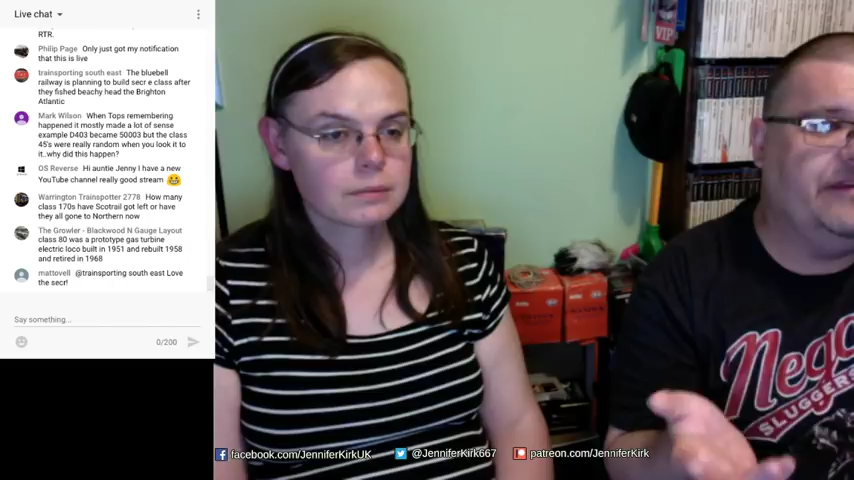 Live chat
RTR.
Philip Page Only just got my notification
that this is live
trainsporting south east The bluebell
railway is planning to build secr e class after
they fished beachy head the Brighton
Atlantic
Mark Wilson When Tops remembering
happened it mostly made a lot of sense
example D403 became 50003 but the class
45's were really random when you look it to
it..why did this happen?
OS Reverse Hi auntie Jenny I have a new
YouTube channel really good stream
Warrington Trainspotter 2778 How many
class 170s have Scotrail got left or have
they all gone to Northern now
The Growler - Blackwood N Gauge Layout
class 80 was a prototype gas turbine
electric loco built in 1951 and rebuilt 1958
and retired in 1968
mattovell @trainsporting south east Love
the secr!
Say something...
0/200
VIP
SLUGGERS
facebook.com/JenniferKirkUK
@JenniferKirk667
patreon.com/JenniferKirk